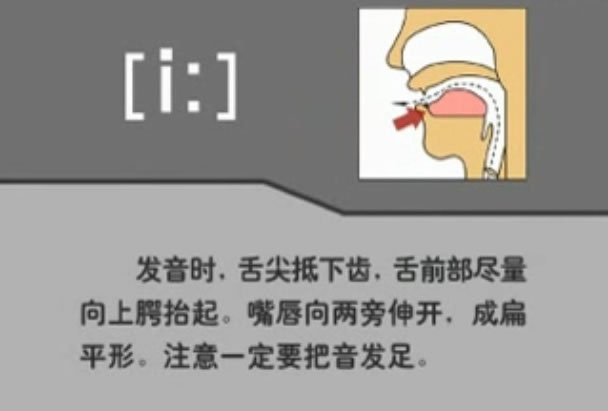 [i:]
发音时，舌尖抵下齿，舌前部尽量
向上腭抬起。嘴唇向两旁伸开，成扁
平形。注意一定要把音发足。